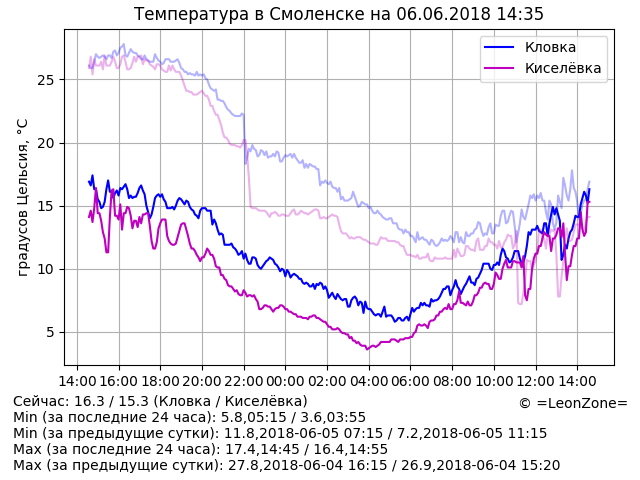 Температура в Смоленске на 06.06.2018 14:35
Кловка
Киселёвка
градусов Цельсия, °C
25
20
15
10
5
14:00 16:00 18:00 20:00 22:00 00:00 02:00 04:00 06:00 08:00 10:00 12:00 14:00
Сейчас: 16.3 / 15.3 (Кловка / Киселёвка)
© =LeonZone=
Min (за последние 24 часа): 5.8,05:15 / 3.6,03:55
Min (за предыдущие сутки): 11.8,2018-06-05 07:15 / 7.2,2018-06-05 11:15
Max (за последние 24 часа): 17.4,14:45 / 16.4,14:55
Max (за предыдущие сутки): 27.8,2018-06-04 16:15 / 26.9,2018-06-04 15:20